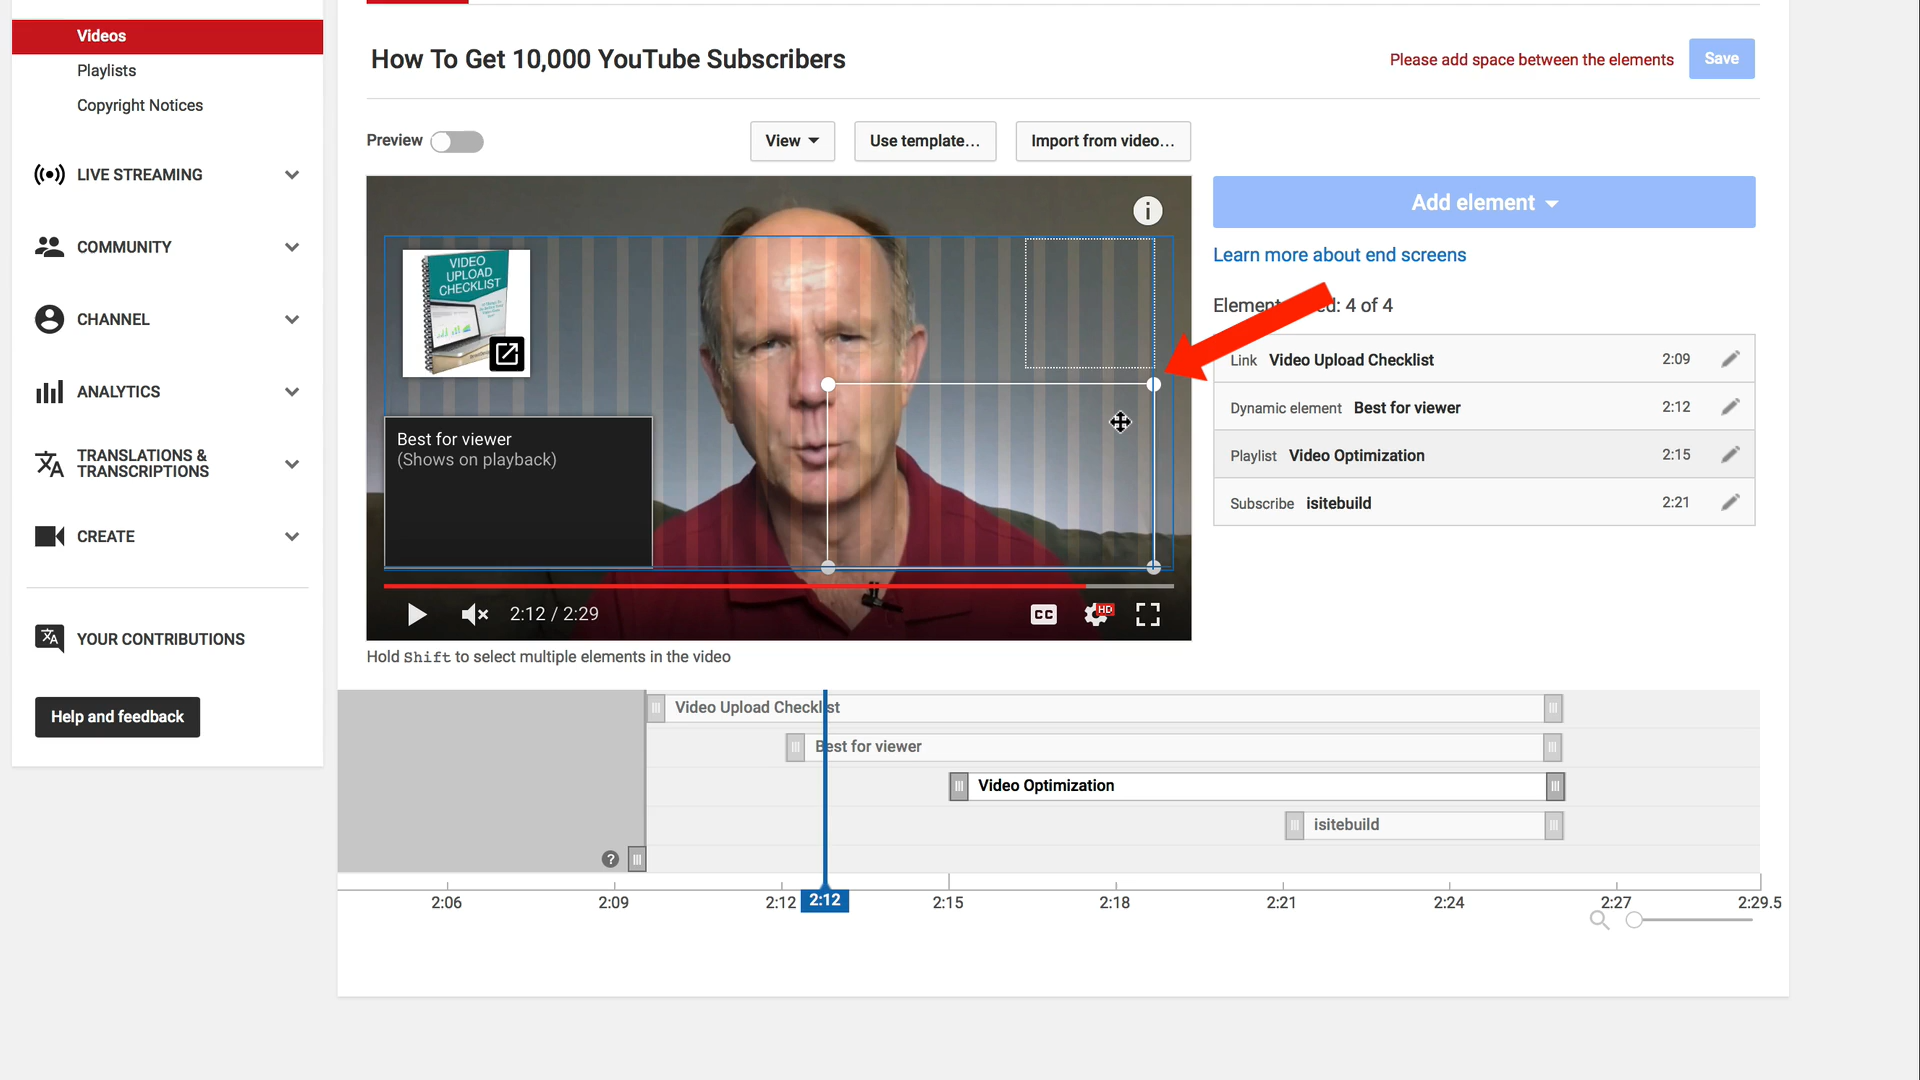 Videos
Playlists
Copyright Notices
LIVE STREAMING
COMMUNITY
CHANNEL
ANALYTICS
TRANSLATIONS &
TRANSCRIPTIONS
CREATE
YOUR CONTRIBUTIONS
Help and feedback
How To Get 10,000 YouTube Subscribers
Please add space between the elements
Save
Preview
View
Use template...
Import from video...
VIDEO
UPLOAD
CHECKLIST
Best for viewer
(Shows on playback)
2:12 / 2:29
CC
HD
Hold Shift to select multiple elements in the video
Add element
Learn more about end screens
4 of 4
Link Video Upload Checklist 2:09
Dynamic element Best for viewer 2:12
Playlist Video Optimization 2:15
Subscribe isitebuild 2:21
Video Upload Checklist
Best for viewer
Video Optimization
isitebuild
?
2:06 2:09 2:12 2:12 2:15 2:18 2:21 2:24 2:27 2:29.5